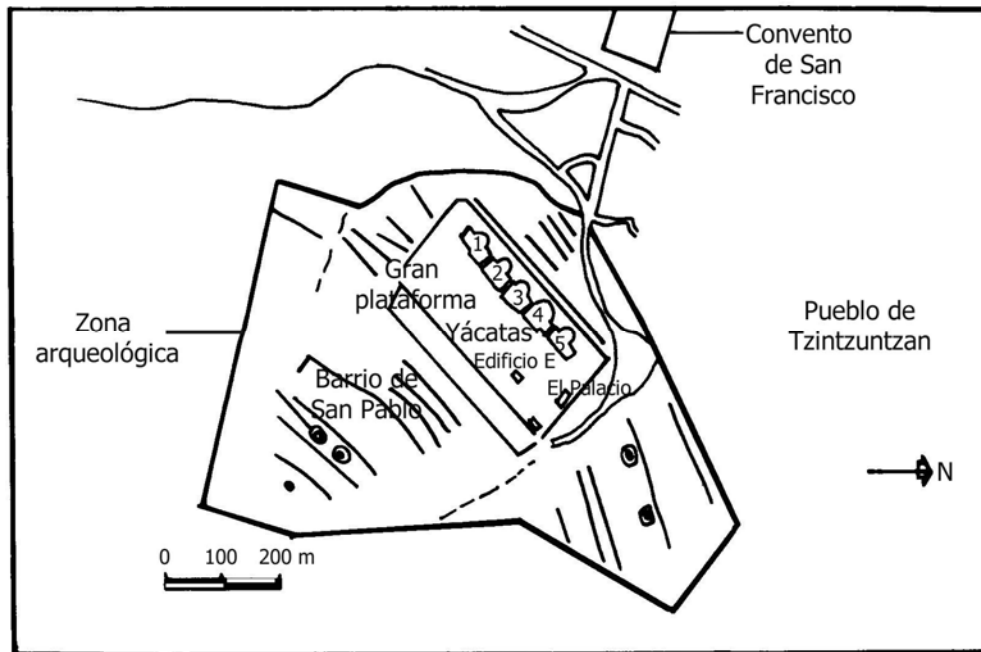 Convento
de San
Francisco
1
2
3
4
5
Gran
plataforma
Yácatas
Edificio E
El Palacio
Zona
arqueológica
Pueblo de
Tzintzuntzan
Barrio de
San Pablo
N
0 100 200 m